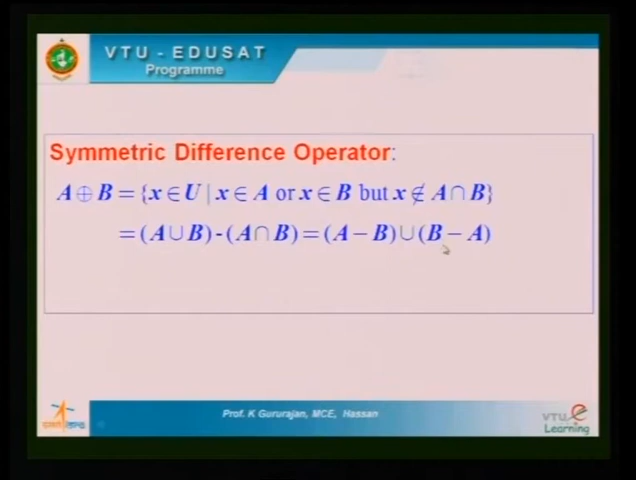 VTU - EDUSAT
Programme
Symmetric Difference Operator:
A ⊕ B = {x ∈ U | x ∈ A or x ∈ B but x ∉ A ∩ B}
= (A ∪ B) - (A ∩ B) = (A − B) ∪ (B − A)
Prof. K Gururajan, MCE, Hassan
VTU e
Learning